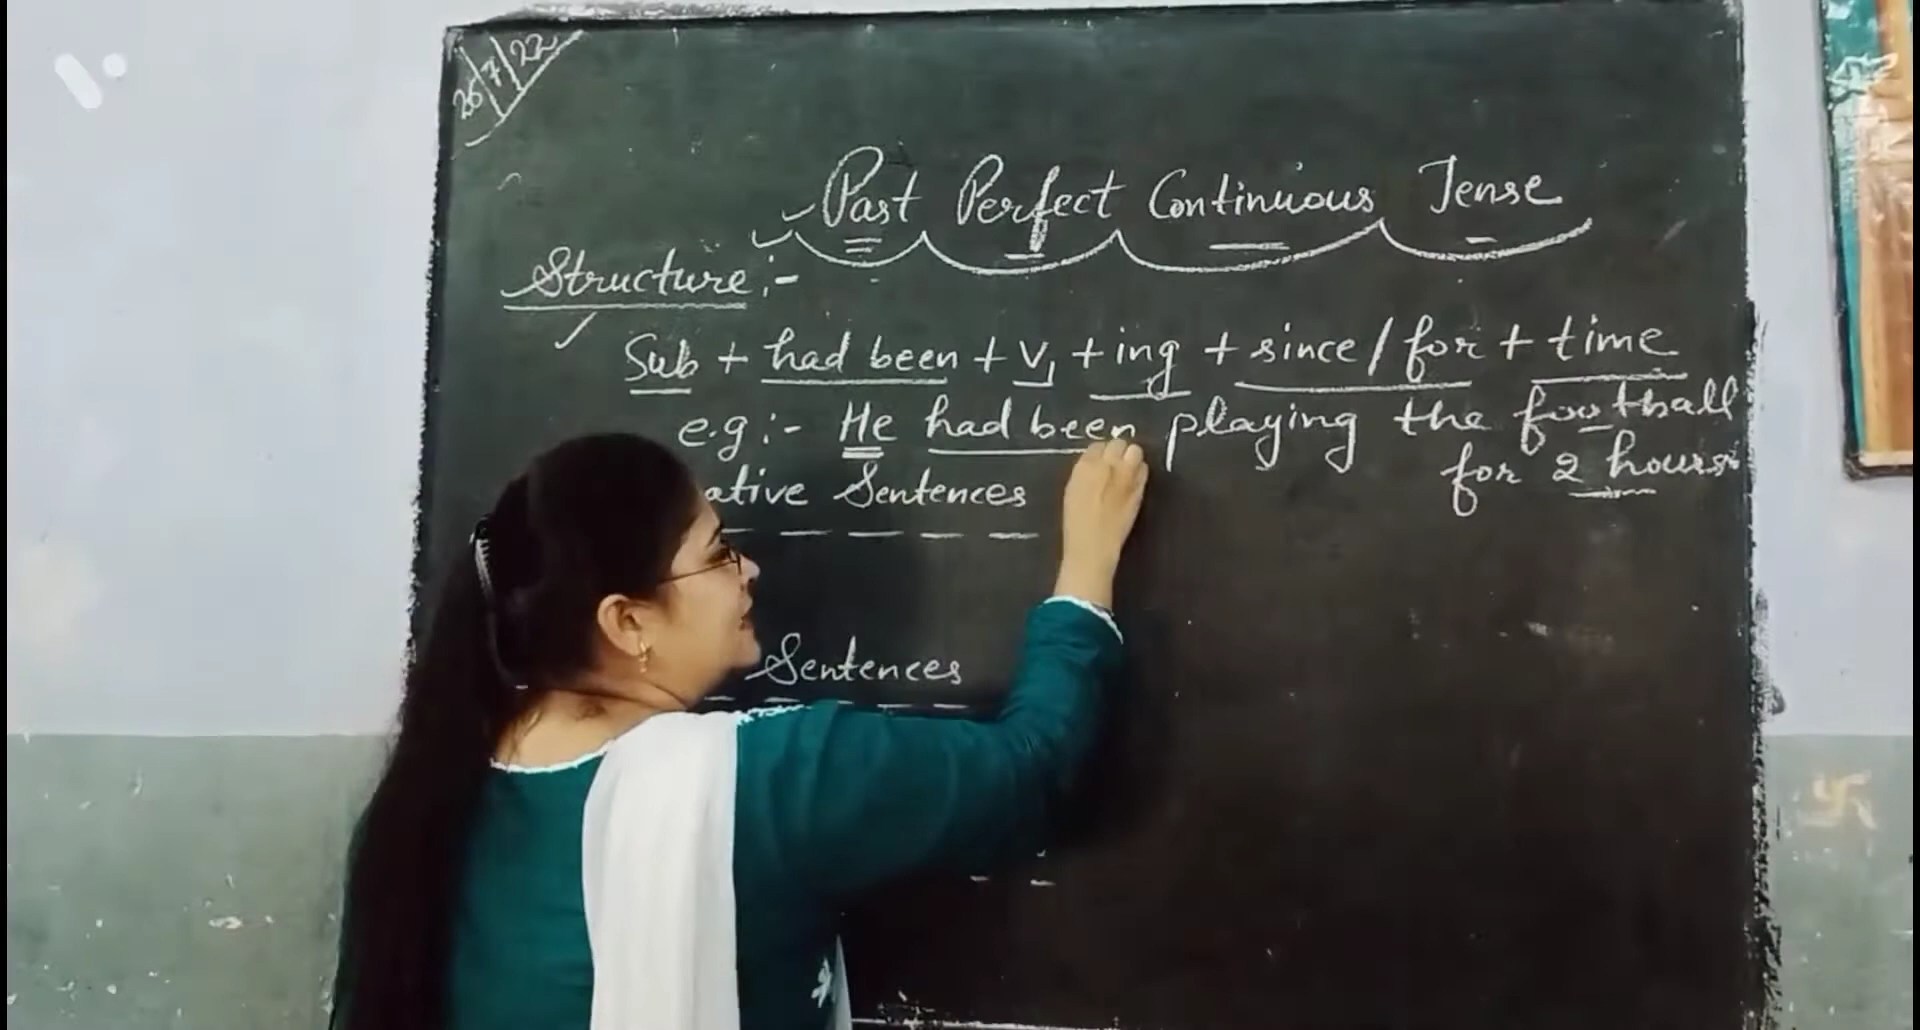 26/7/22
Past Perfect Continuous Tense
Structure :-
Sub + had been + V1 + ing + since / for + time
e.g :- He had been playing the football
for 2 hours.
ative Sentences
Sentences